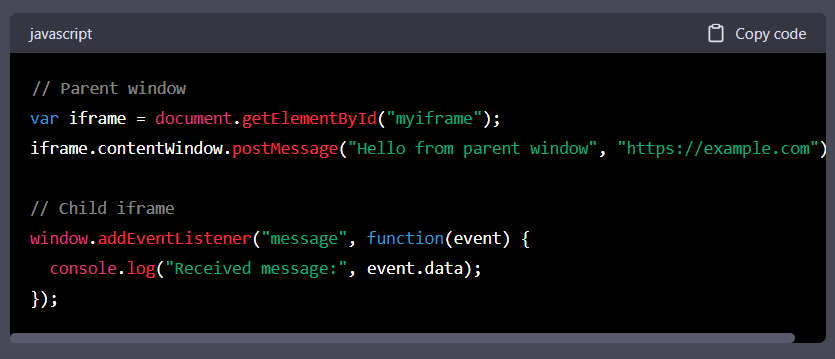 javascript
Copy code
// Parent window
var iframe = document.getElementById("myiframe");
iframe.contentWindow.postMessage("Hello from parent window", "https://example.com")
// Child iframe
window.addEventListener("message", function(event) {
  console.log("Received message:", event.data);
});